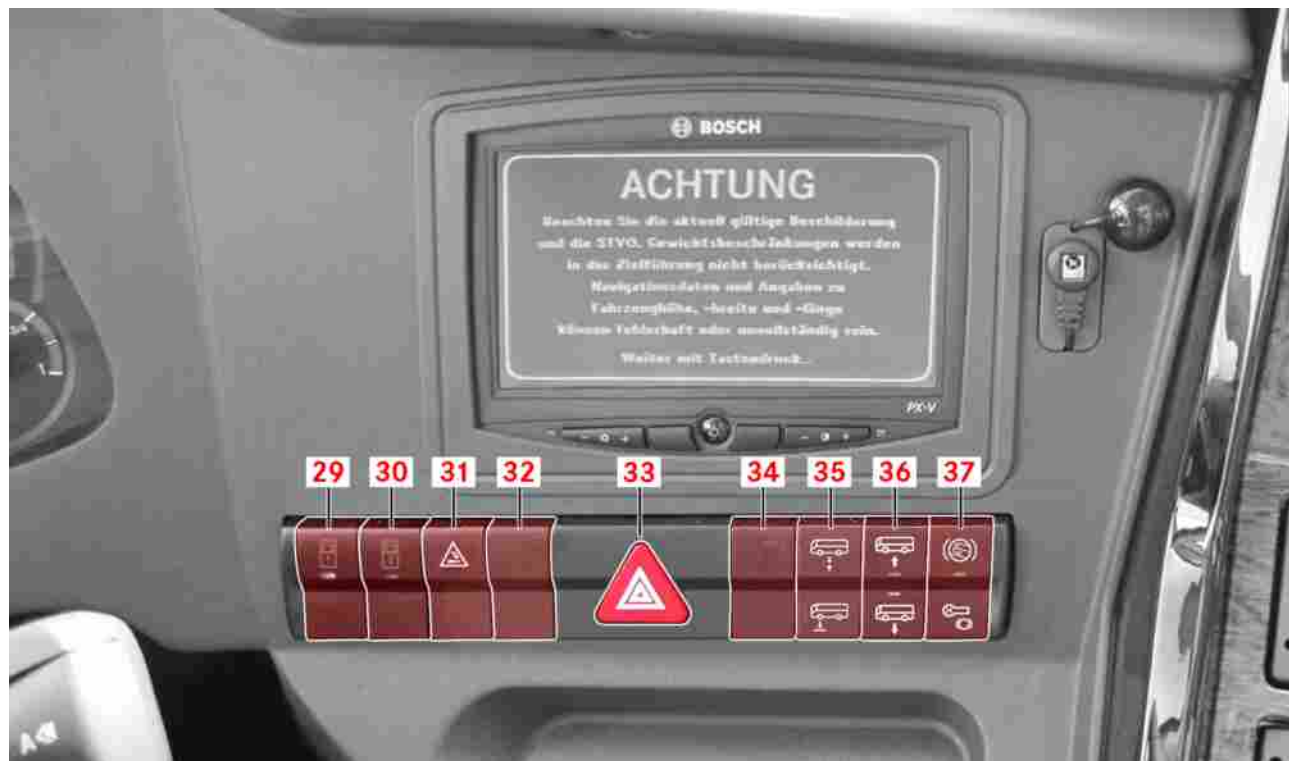 BOSCH
ACHTUNG
Beachten Sie die aktuell gültige Beschilderung
und die STVO. Gewichtsbeschränkungen werden
in der Zielführung nicht berücksichtigt.
Navigationsdaten und Angaben zu
Fahrzeughöhe, -breite und -länge
können fehlerhaft oder unvollständig sein.
Weiter mit Tastendruck...
PX-V
29 30 31 32 33 34 35 36 37